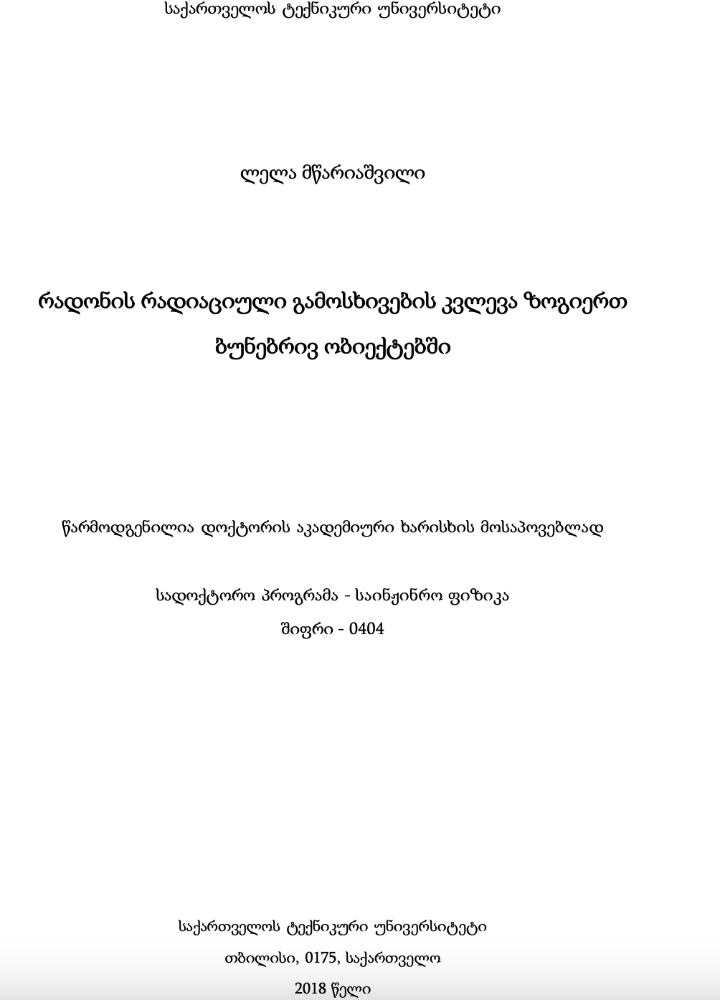 საქართველოს ტექნიკური უნივერსიტეტი
ლელა მწარიაშვილი
რადონის რადიაციული გამოსხივების კვლევა ზოგიერთ
ბუნებრივ ობიექტებში
წარმოდგენილია დოქტორის აკადემიური ხარისხის მოსაპოვებლად
სადოქტორო პროგრამა - საინჟინრო ფიზიკა
შიფრი - 0404
საქართველოს ტექნიკური უნივერსიტეტი
თბილისი, 0175, საქართველო
2018 წელი